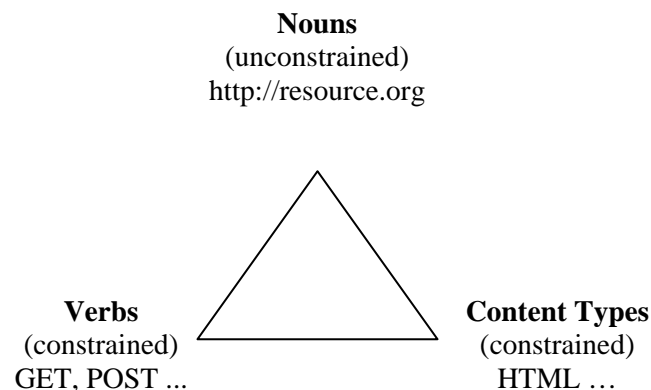 Nouns
(unconstrained)
http://resource.org
Verbs
(constrained)
GET, POST ...
Content Types
(constrained)
HTML …